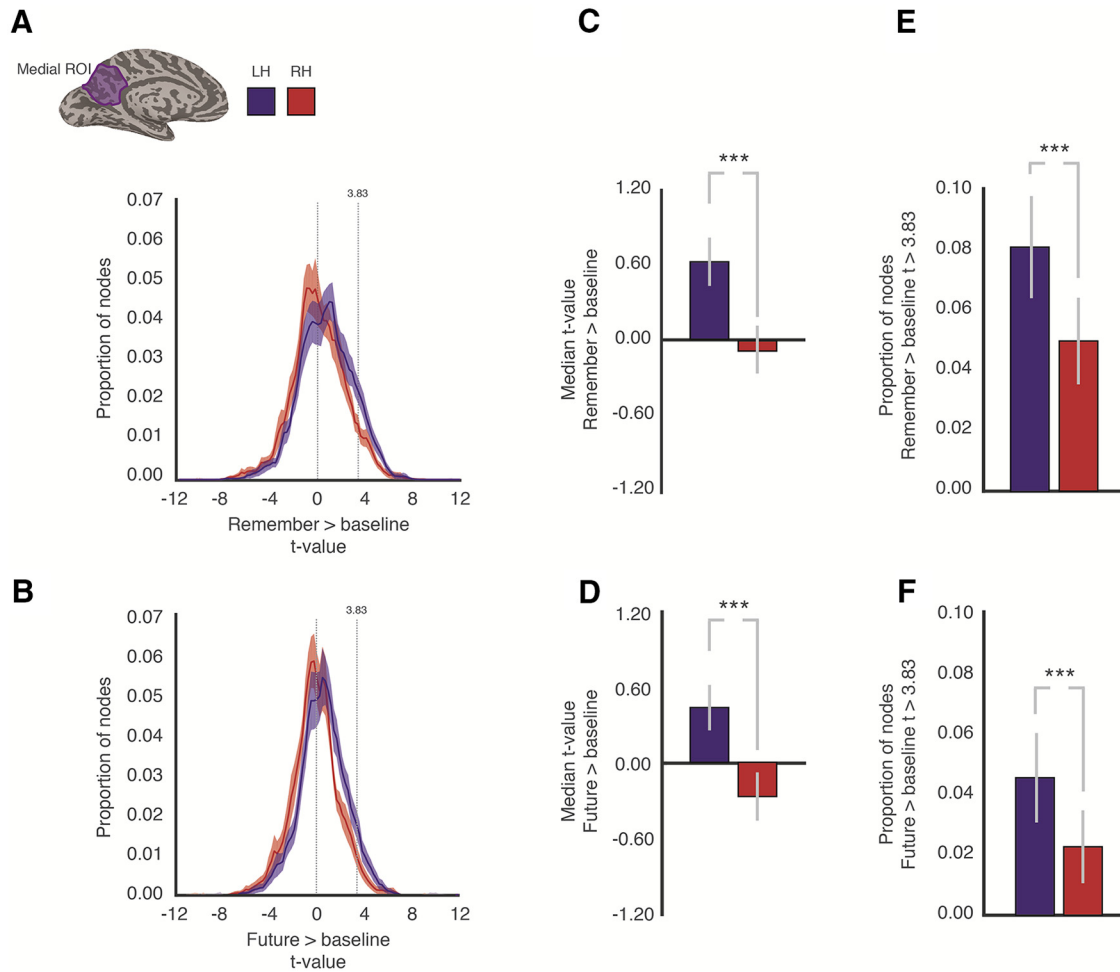 A
Medial ROI
LH
RH
3.83
0.07
0.06
0.05
0.04
0.03
0.02
0.01
0.00
Proportion of nodes
-12 -8 -4 0 4 8 12
Remember > baseline
t-value
B
3.83
0.07
0.06
0.05
0.04
0.03
0.02
0.01
0.00
Proportion of nodes
-12 -8 -4 0 4 8 12
Future > baseline
t-value
C
***
1.20
0.60
0.00
-0.60
-1.20
Median t-value
Remember > baseline
D
***
1.20
0.60
0.00
-0.60
-1.20
Median t-value
Future > baseline
E
***
0.10
0.08
0.06
0.04
0.02
0.00
Proportion of nodes
Remember > baseline t > 3.83
F
***
0.10
0.08
0.06
0.04
0.02
0.00
Proportion of nodes
Future > baseline t > 3.83